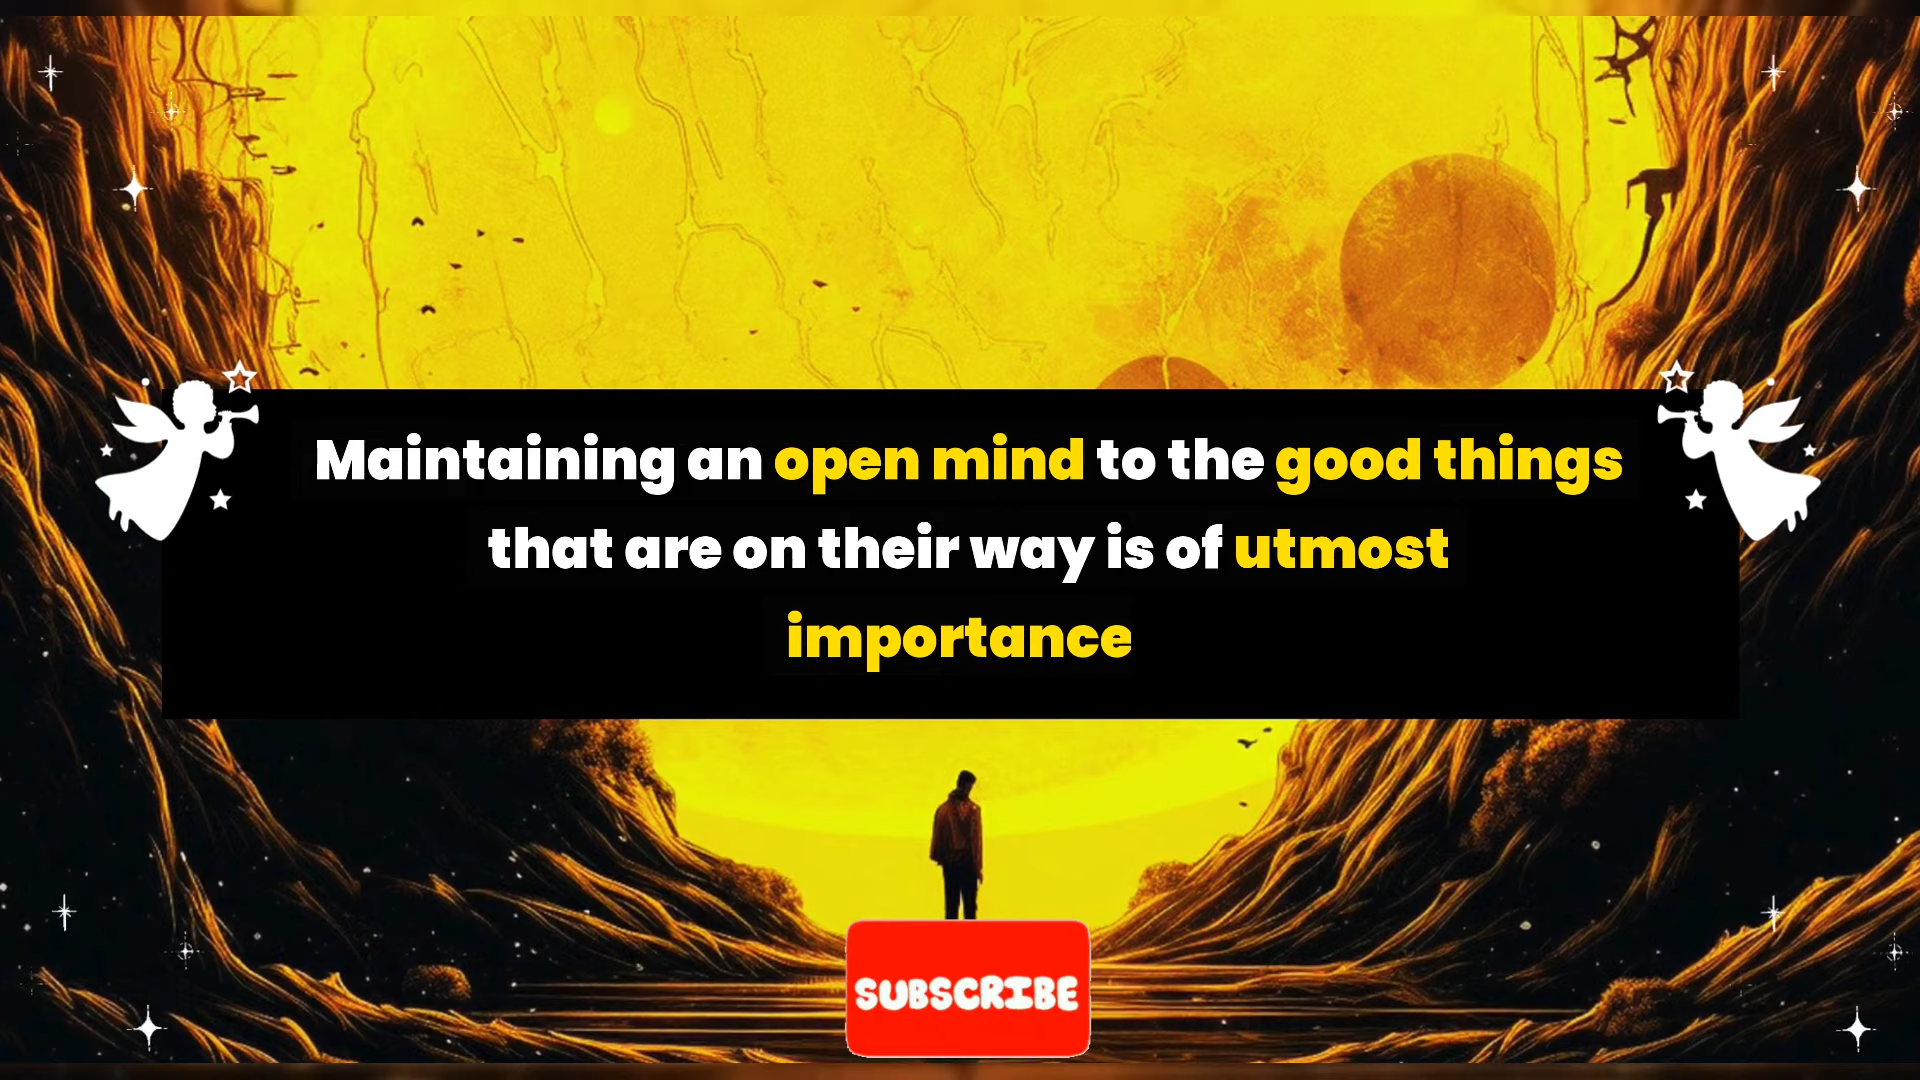 Maintaining an open mind to the good things
that are on their way is of utmost
importance
SUBSCRIBE